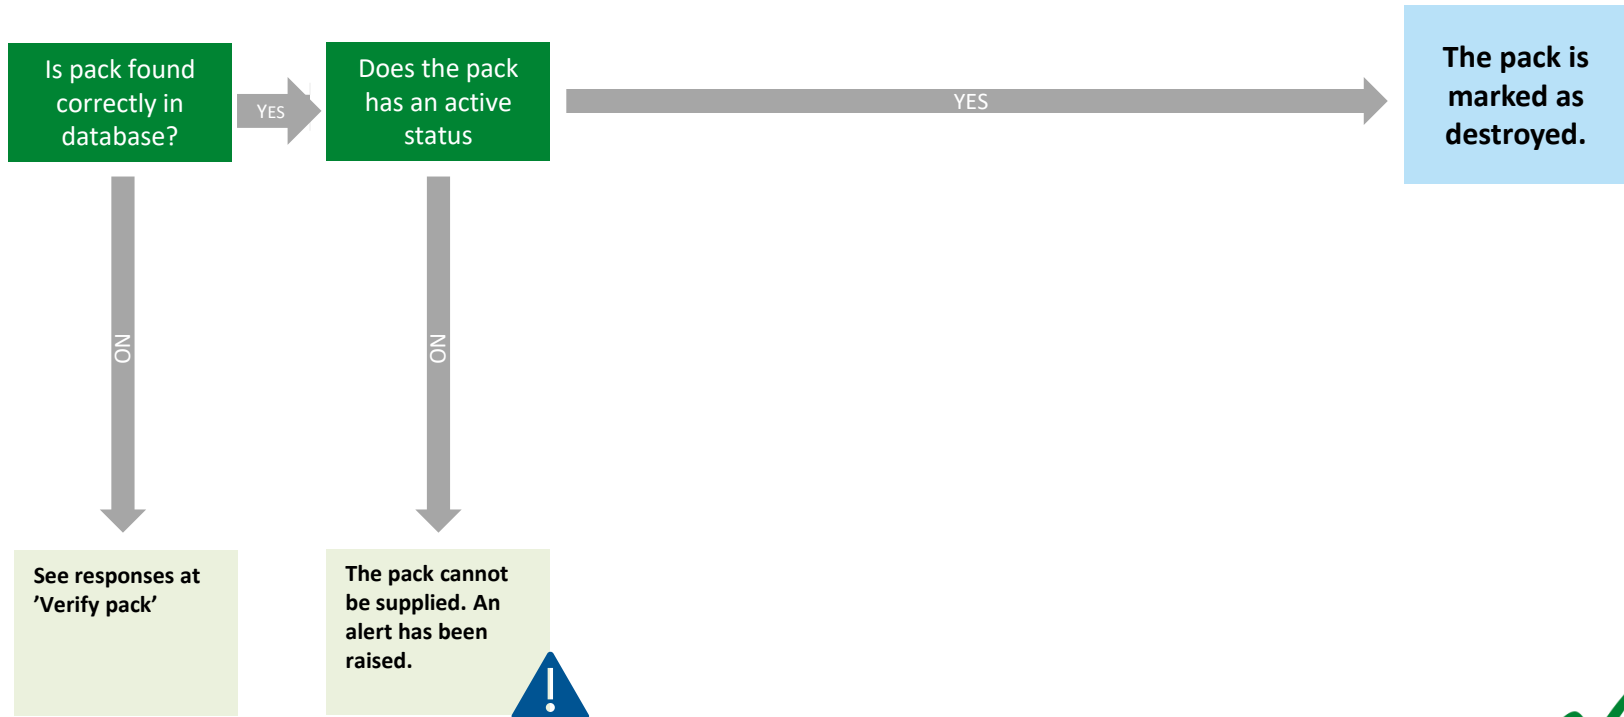 Is pack found
correctly in
database?
YES
Does the pack
has an active
status
YES
The pack is
marked as
destroyed.
NO
NO
See responses at
’Verify pack’
The pack cannot
be supplied. An
alert has been
raised.
!